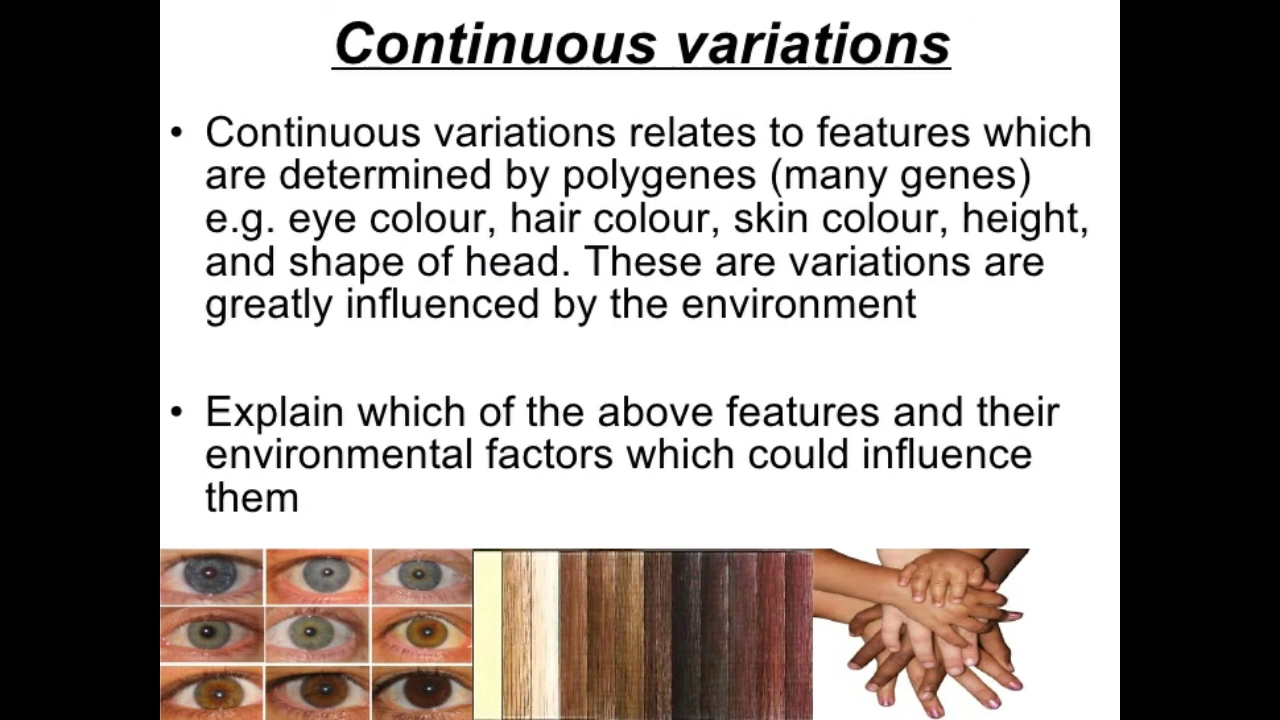 Continuous variations
• Continuous variations relates to features which
are determined by polygenes (many genes)
e.g. eye colour, hair colour, skin colour, height,
and shape of head. These are variations are
greatly influenced by the environment
• Explain which of the above features and their
environmental factors which could influence
them